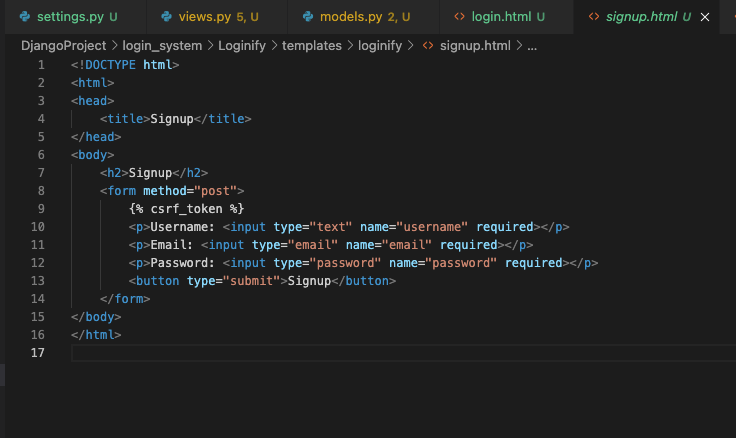 settings.py U views.py 5, U models.py 2, U login.html U signup.html U
DjangoProject > login_system > Loginify > templates > loginify > signup.html > ...
1 <!DOCTYPE html>
2 <html>
3 <head>
4     <title>Signup</title>
5 </head>
6 <body>
7     <h2>Signup</h2>
8     <form method="post">
9         {% csrf_token %}
10         <p>Username: <input type="text" name="username" required></p>
11         <p>Email: <input type="email" name="email" required></p>
12         <p>Password: <input type="password" name="password" required></p>
13         <button type="submit">Signup</button>
14     </form>
15 </body>
16 </html>
17